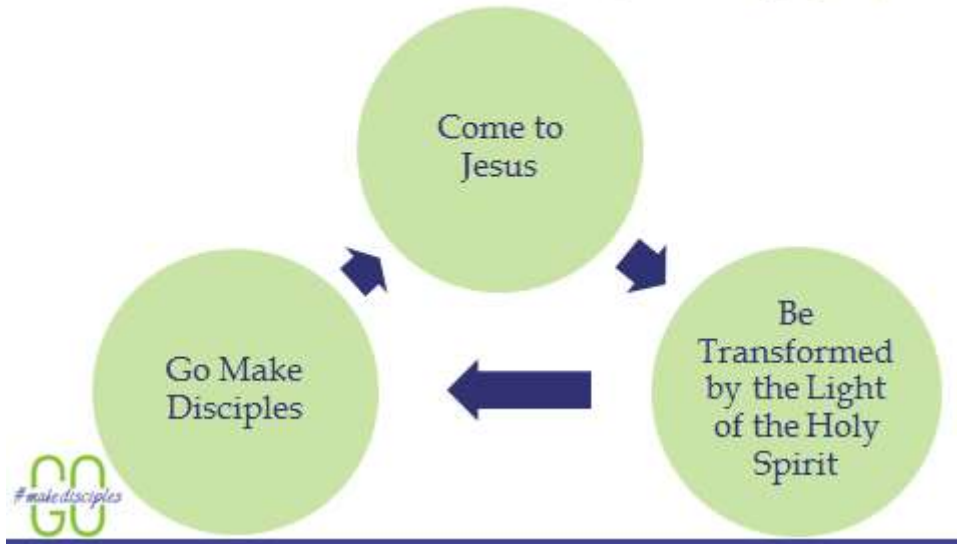 Come to
Jesus
Go Make
Disciples
Be
Transformed
by the Light
of the Holy
Spirit
GO
#makedisciples